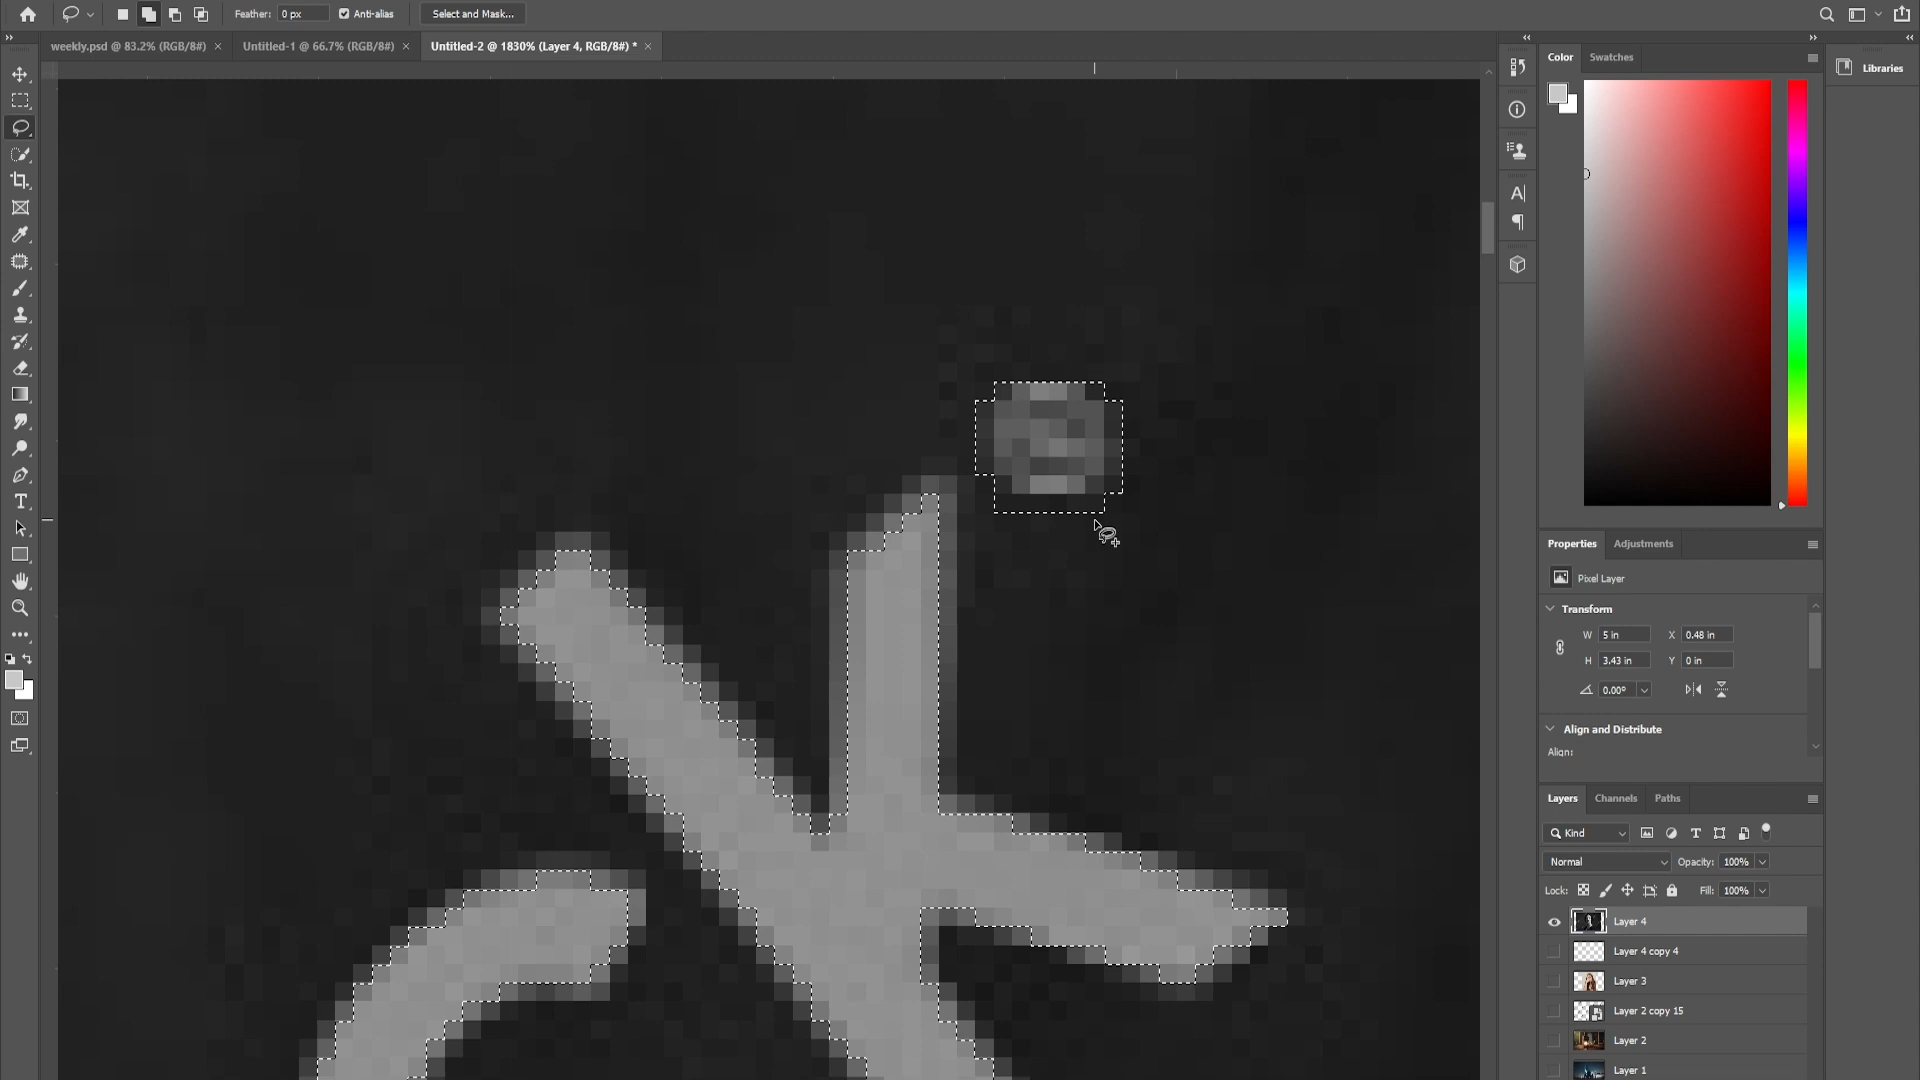 Feather: 0 px Anti-alias Select and Mask...
weekly.psd @ 83.2% (RGB/8#) × Untitled-1 @ 66.7% (RGB/8#) × Untitled-2 @ 1830% (Layer 4, RGB/8#) * ×
Color Swatches
Libraries
Properties Adjustments
Pixel Layer
Transform
W 5 in X 0.48 in
H 3.43 in Y 0 in
0.00°
Align and Distribute
Align:
Layers Channels Paths
Kind
Normal Opacity: 100%
Lock: Fill: 100%
Layer 4
Layer 4 copy 4
Layer 3
Layer 2 copy 15
Layer 2
Layer 1